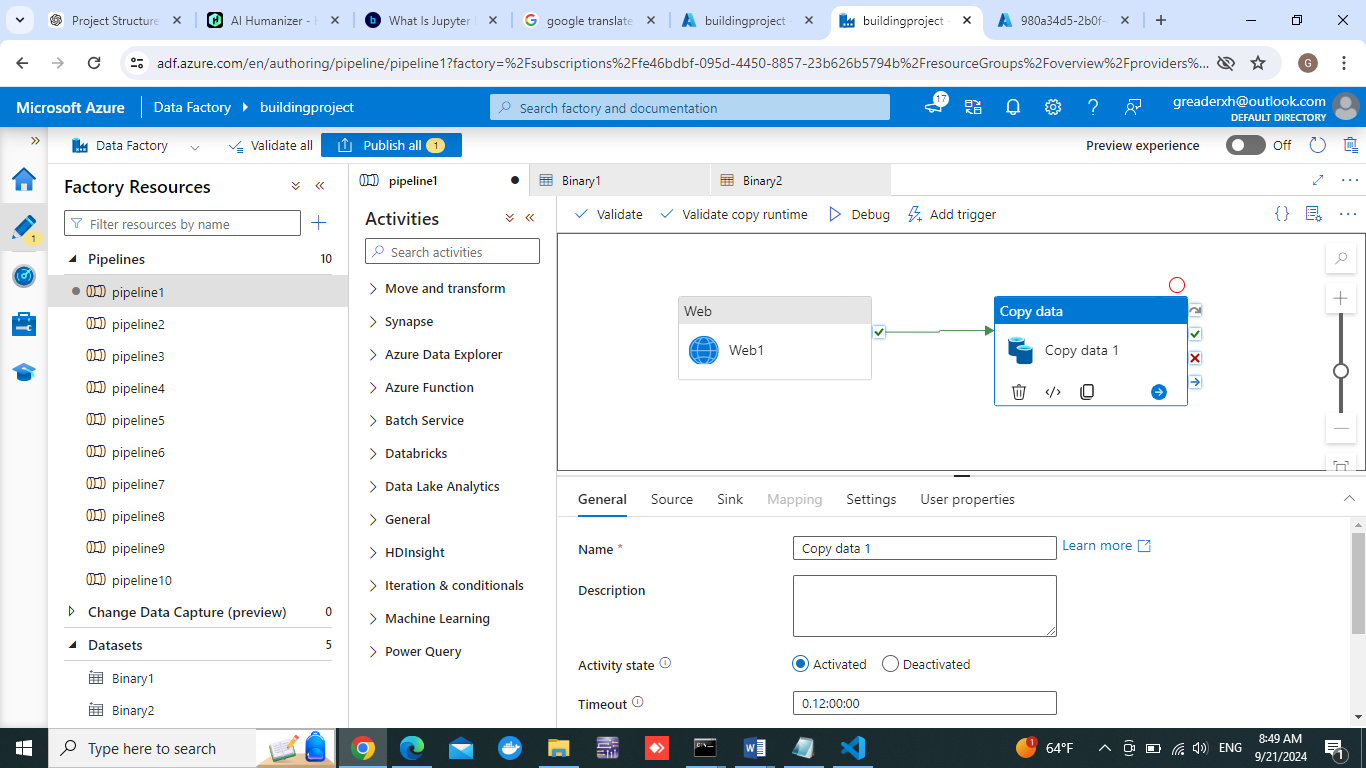 Project Structure
AI Humanizer -
What Is Jupyter
google translate
buildingproject
buildingproject
980a34d5-2b0f-
adf.azure.com/en/authoring/pipeline/pipeline1?factory=%2Fsubscriptions%2Ffe46bdbf-095d-4450-8857-23b626b5794b%2FresourceGroups%2Foverview%2Fproviders%...
G
Microsoft Azure
Data Factory
buildingproject
Search factory and documentation
17
greaderxh@outlook.com
DEFAULT DIRECTORY
Data Factory
Validate all
Publish all
1
Preview experience
Off
Factory Resources
pipeline1
Binary1
Binary2
Filter resources by name
1
Activities
Validate
Validate copy runtime
Debug
Add trigger
Search activities
Pipelines
10
pipeline1
pipeline2
pipeline3
pipeline4
pipeline5
pipeline6
pipeline7
pipeline8
pipeline9
pipeline10
Change Data Capture (preview)
0
Datasets
5
Binary1
Binary2
Move and transform
Synapse
Azure Data Explorer
Azure Function
Batch Service
Databricks
Data Lake Analytics
General
HDInsight
Iteration & conditionals
Machine Learning
Power Query
Web
Web1
Copy data
Copy data 1
General
Source
Sink
Mapping
Settings
User properties
Name *
Copy data 1
Learn more
Description
Activity state
Activated
Deactivated
Timeout
0.12:00:00
Type here to search
1
64°F
ENG
8:49 AM
9/21/2024
1